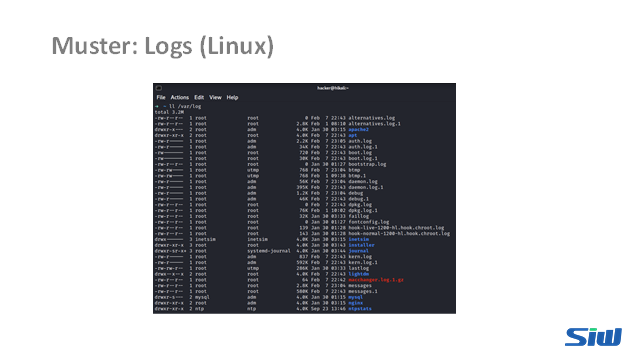 Muster: Logs (Linux)
hacker@hlkali:~
File Actions Edit View Help
→ ~ ll /var/log
total 3.2M
-rw-r--r-- 1 root root 0 Feb 7 22:43 alternatives.log
-rw-r--r-- 1 root root 2.8K Feb 1 08:10 alternatives.log.1
drwxr-x--- 2 root adm 4.0K Jan 30 03:15 apache2
drwxr-xr-x 2 root root 4.0K Feb 7 22:43 apt
-rw-r----- 1 root adm 2.2K Feb 7 23:05 auth.log
-rw-r----- 1 root adm 34K Feb 7 22:43 auth.log.1
-rw------- 1 root root 720 Feb 7 22:43 boot.log
-rw------- 1 root root 30K Feb 7 22:43 boot.log.1
-rw-r--r-- 1 root root 0 Jan 30 01:27 bootstrap.log
-rw-rw---- 1 root utmp 768 Feb 7 23:04 btmp
-rw-rw---- 1 root utmp 768 Feb 1 09:38 btmp.1
-rw-r----- 1 root adm 56K Feb 7 23:04 daemon.log
-rw-r----- 1 root adm 395K Feb 7 22:43 daemon.log.1
-rw-r----- 1 root adm 1.2K Feb 7 23:04 debug
-rw-r----- 1 root adm 46K Feb 7 22:43 debug.1
-rw-r--r-- 1 root root 0 Feb 7 22:43 dpkg.log
-rw-r--r-- 1 root root 76K Feb 1 10:02 dpkg.log.1
-rw-r--r-- 1 root root 32K Jan 30 03:33 faillog
-rw-r--r-- 1 root root 0 Jan 30 01:27 fontconfig.log
-rw-r--r-- 1 root root 139 Jan 30 01:28 hook-live-1200-hl.hook.chroot.log
-rw-r--r-- 1 root root 143 Jan 30 01:28 hook-normal-1200-hl.hook.chroot.log
drwx------ 3 inetsim inetsim 4.0K Jan 30 03:15 inetsim
drwxr-xr-x 3 root root 4.0K Jan 30 03:43 installer
drwxr-sr-x+ 3 root systemd-journal 4.0K Jan 30 03:44 journal
-rw-r----- 1 root adm 837 Feb 7 22:43 kern.log
-rw-r----- 1 root adm 592K Feb 7 22:43 kern.log.1
-rw-rw-r-- 1 root utmp 286K Jan 30 03:33 lastlog
drwx--x--x 2 root root 4.0K Feb 7 22:43 lightdm
-rw-r--r-- 1 root root 64 Feb 7 22:42 macchanger.log.1.gz
-rw-r----- 1 root adm 2.8K Feb 7 23:04 messages
-rw-r----- 1 root adm 500K Feb 7 22:43 messages.1
drwxr-s--- 2 mysql adm 4.0K Jan 30 01:15 mysql
drwxr-xr-x 2 root adm 4.0K Jan 30 03:15 nginx
drwxr-xr-x 2 ntp ntp 4.0K Sep 23 13:46 ntpstats
SiW